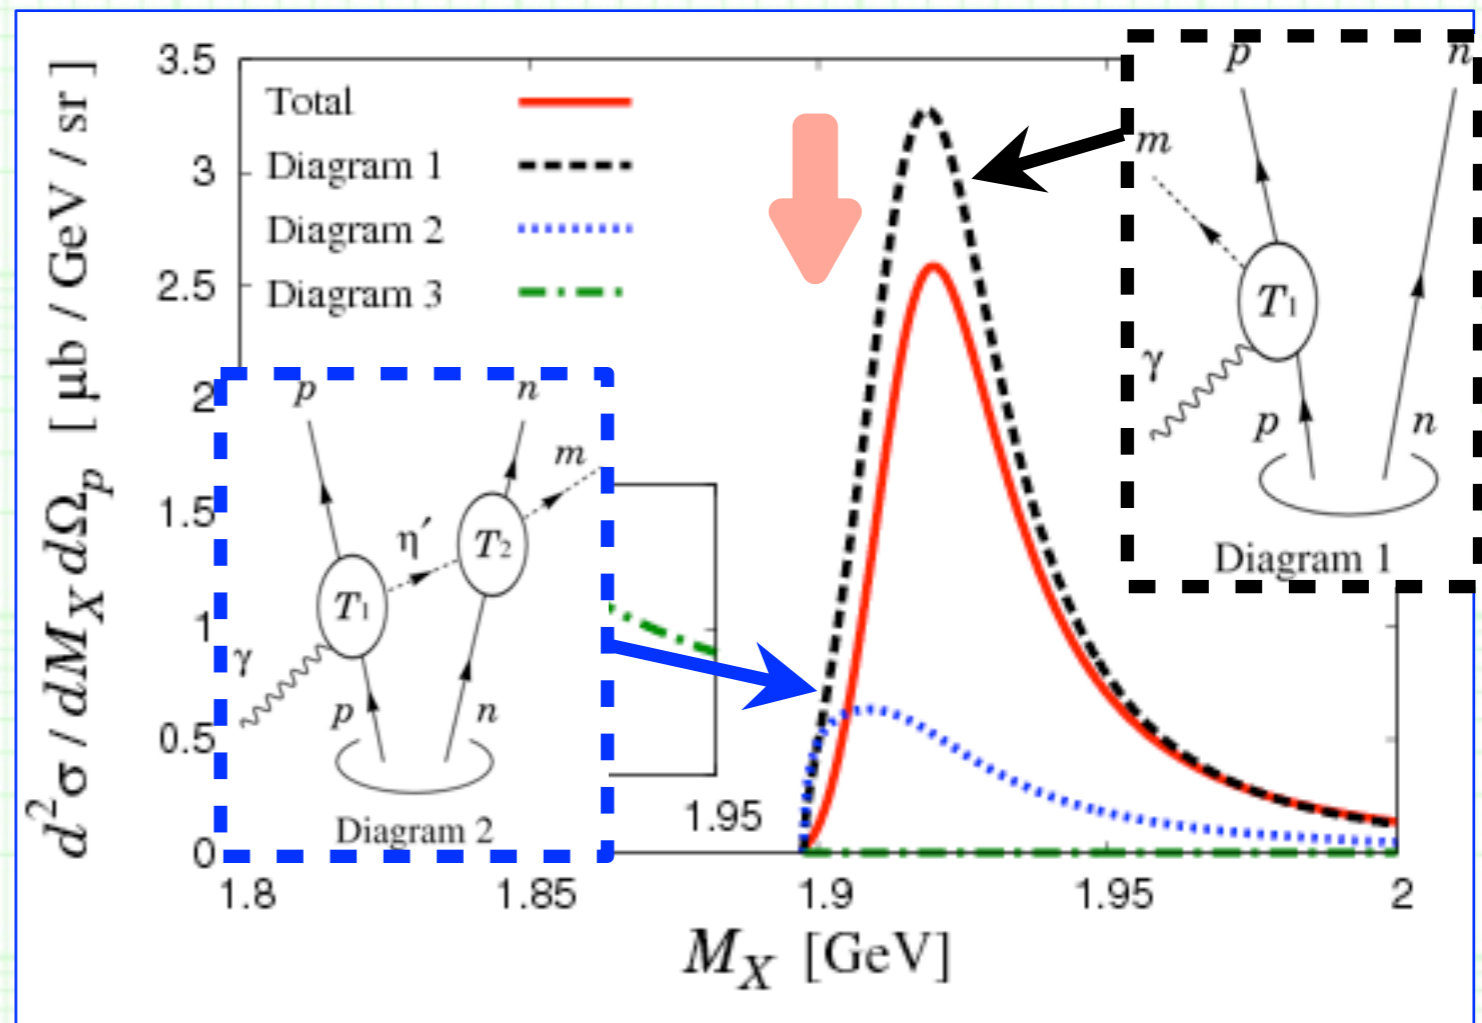 d²σ / dM_X dΩ_p [ μb / GeV / sr ]
3.5
3
2.5
2
1.5
1
0.5
0
Total
Diagram 1
Diagram 2
Diagram 3
p n
m
T₁
γ
p n
Diagram 1
p n
m
η′ T₂
T₁
γ
p n
Diagram 2
1.95
1.8 1.85 1.9 1.95 2
M_X [GeV]